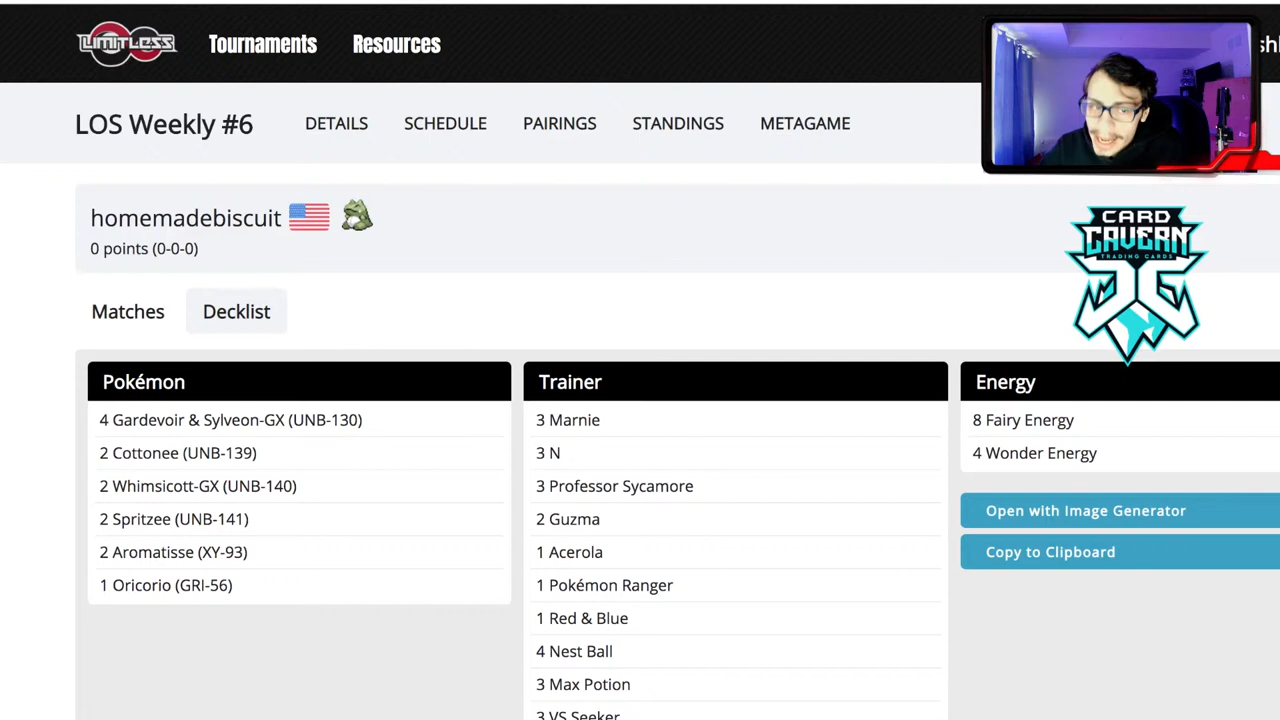 LIMITLESS
Tournaments
Resources
LOS Weekly #6
DETAILS
SCHEDULE
PAIRINGS
STANDINGS
METAGAME
homemadebiscuit
0 points (0-0-0)
CARD
CAVERN
TRADING CARDS
Matches
Decklist
Pokémon
4 Gardevoir & Sylveon-GX (UNB-130)
2 Cottonee (UNB-139)
2 Whimsicott-GX (UNB-140)
2 Spritzee (UNB-141)
2 Aromatisse (XY-93)
1 Oricorio (GRI-56)
Trainer
3 Marnie
3 N
3 Professor Sycamore
2 Guzma
1 Acerola
1 Pokémon Ranger
1 Red & Blue
4 Nest Ball
3 Max Potion
3 VS Seeker
Energy
8 Fairy Energy
4 Wonder Energy
Open with Image Generator
Copy to Clipboard